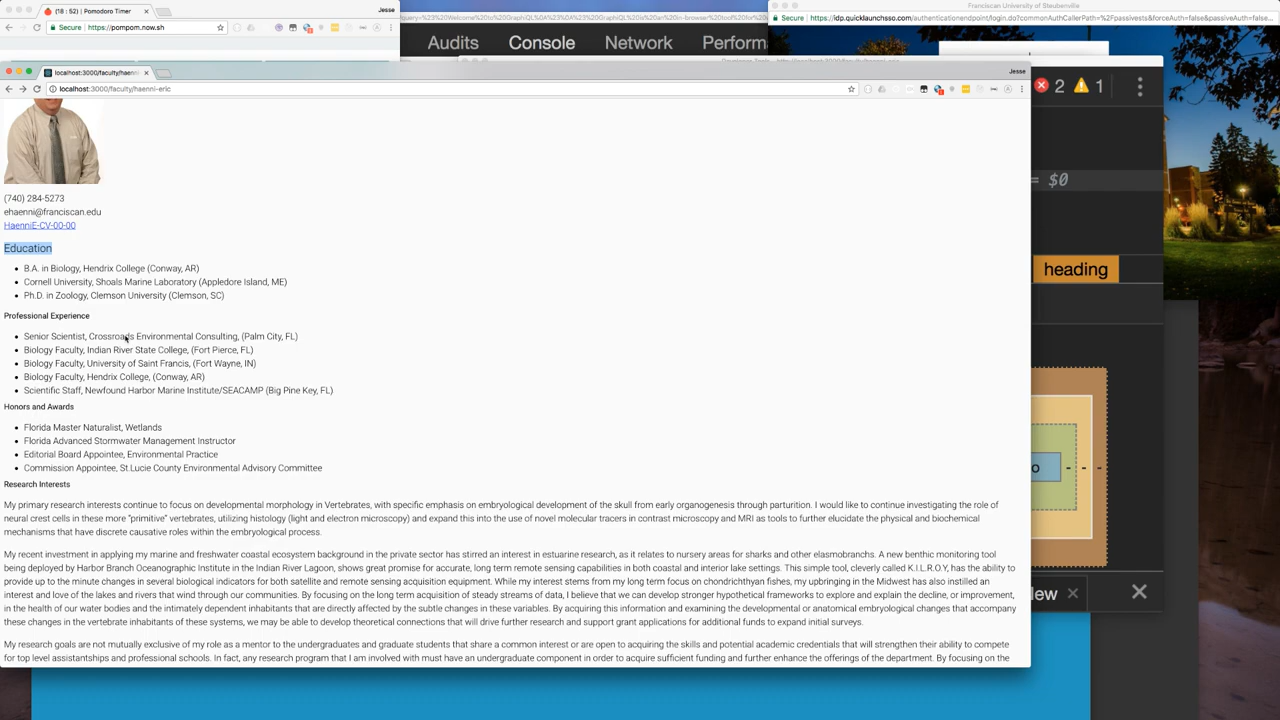 (18 : 52) | Pomodoro Timer
Jesse
Secure | https://pompom.now.sh
Franciscan University of Steubenville
Secure | https://idp.quicklaunchsso.com/authenticationendpoint/login.do?commonAuthCallerPath=%2Fpassivests&forceAuth=false&passiveAuth=false...
Audits Console Network Performa
localhost:3000/faculty/haenni
Jesse
localhost:3000/faculty/haenni-eric
2 1
= $0
(740) 284-5273
ehaenni@franciscan.edu
HaenniE-CV-00-00
Education
heading
B.A. in Biology, Hendrix College (Conway, AR)
Cornell University, Shoals Marine Laboratory (Appledore Island, ME)
Ph.D. in Zoology, Clemson University (Clemson, SC)
Professional Experience
Senior Scientist, Crossroads Environmental Consulting, (Palm City, FL)
Biology Faculty, Indian River State College, (Fort Pierce, FL)
Biology Faculty, University of Saint Francis, (Fort Wayne, IN)
Biology Faculty, Hendrix College, (Conway, AR)
Scientific Staff, Newfound Harbor Marine Institute/SEACAMP (Big Pine Key, FL)
Honors and Awards
Florida Master Naturalist, Wetlands
Florida Advanced Stormwater Management Instructor
Editorial Board Appointee, Environmental Practice
Commission Appointee, St.Lucie County Environmental Advisory Committee
Research Interests
My primary research interests continue to focus on developmental morphology in Vertebrates, with specific emphasis on embryological development of the skull from early organogenesis through parturition. I would like to continue investigating the role of
neural crest cells in these more "primitive" vertebrates, utilizing histology (light and electron microscopy) and expand this into the use of novel molecular tracers in contrast microscopy and MRI as tools to further elucidate the physical and biochemical
mechanisms that have discrete causative roles within the embryological process.
My recent investment in applying my marine and freshwater coastal ecosystem background in the private sector has stirred an interest in estuarine research, as it relates to nursery areas for sharks and other elasmobranchs. A new benthic monitoring tool
being deployed by Harbor Branch Oceanographic Institute in the Indian River Lagoon, shows great promise for accurate, long term remote sensing capabilities in both coastal and interior lake settings. This simple tool, cleverly called K.I.L.R.O.Y, has the ability to
provide up to the minute changes in several biological indicators for both satellite and remote sensing acquisition equipment. While my interest stems from my long term focus on chondrichthyan fishes, my upbringing in the Midwest has also instilled an
interest and love of the lakes and rivers that wind through our communities. By focusing on the long term acquisition of steady streams of data, I believe that we can develop stronger hypothetical frameworks to explore and explain the decline, or improvement,
in the health of our water bodies and the intimately dependent inhabitants that are directly affected by the subtle changes in these variables. By acquiring this information and examining the developmental or anatomical embryological changes that accompany
these changes in the vertebrate inhabitants of these systems, we may be able to develop theoretical connections that will drive further research and support grant applications for additional funds to expand initial surveys.
My research goals are not mutually exclusive of my role as a mentor to the undergraduates and graduate students that share a common interest or are open to acquiring the skills and potential academic credentials that will strengthen their ability to compete
for top level assistantships and professional schools. In fact, any research program that I am involved with must have an undergraduate component in order to acquire sufficient funding and further enhance the offerings of the department. By focusing on the